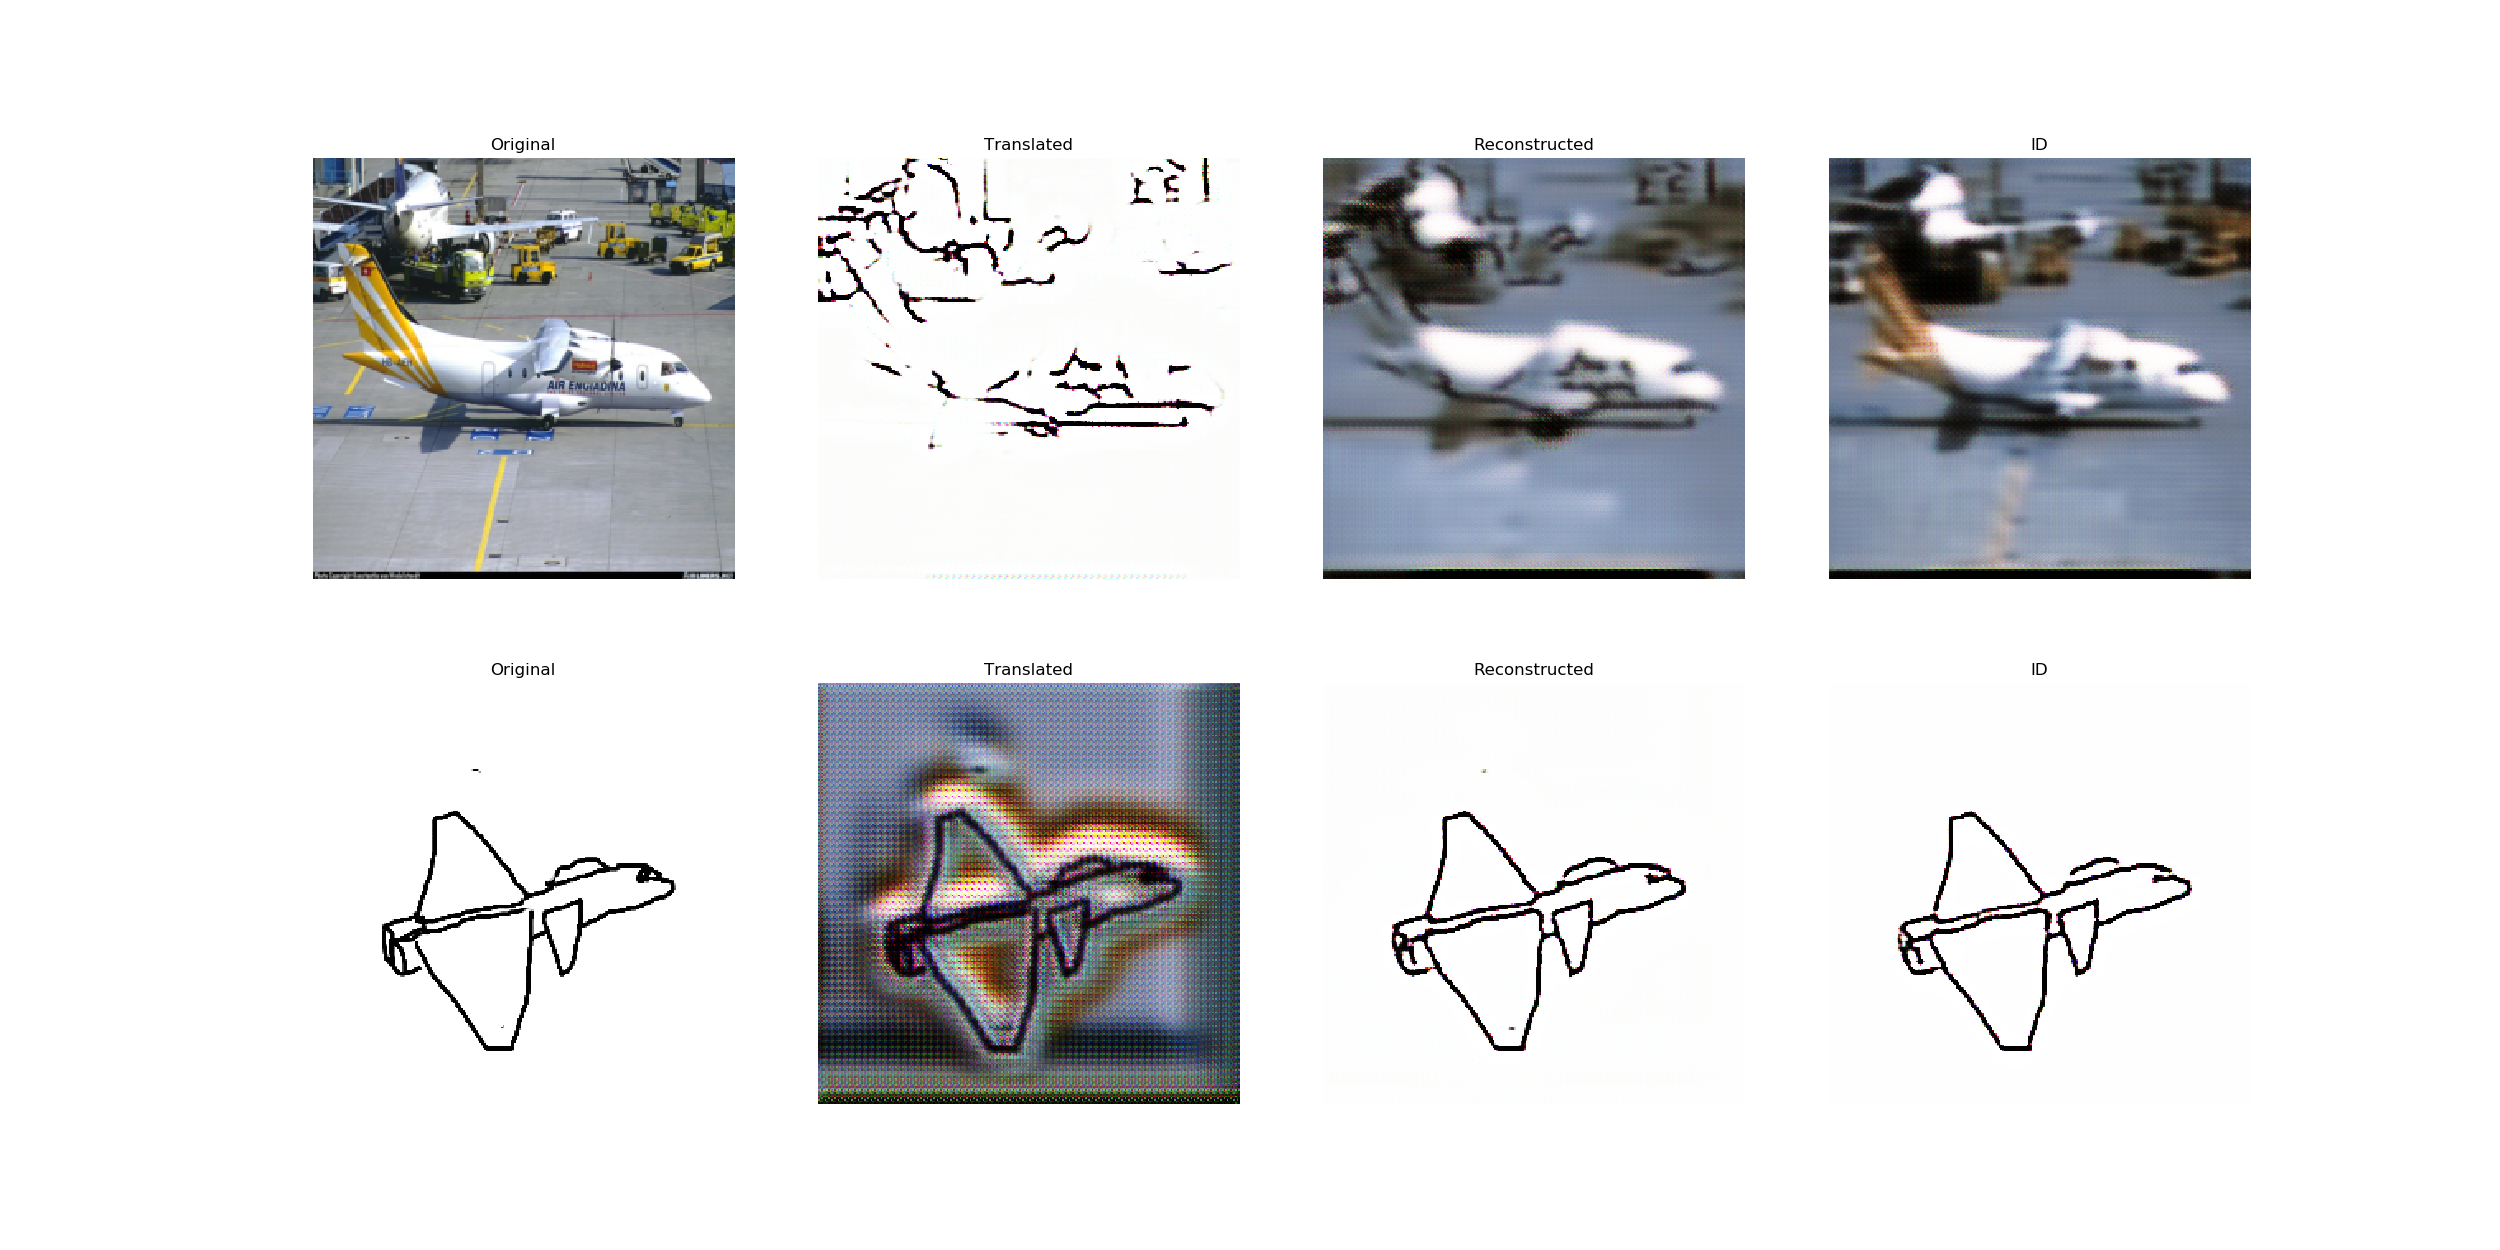 Original
Translated
Reconstructed
ID
AIR ENGIADINA
Original
Translated
Reconstructed
ID